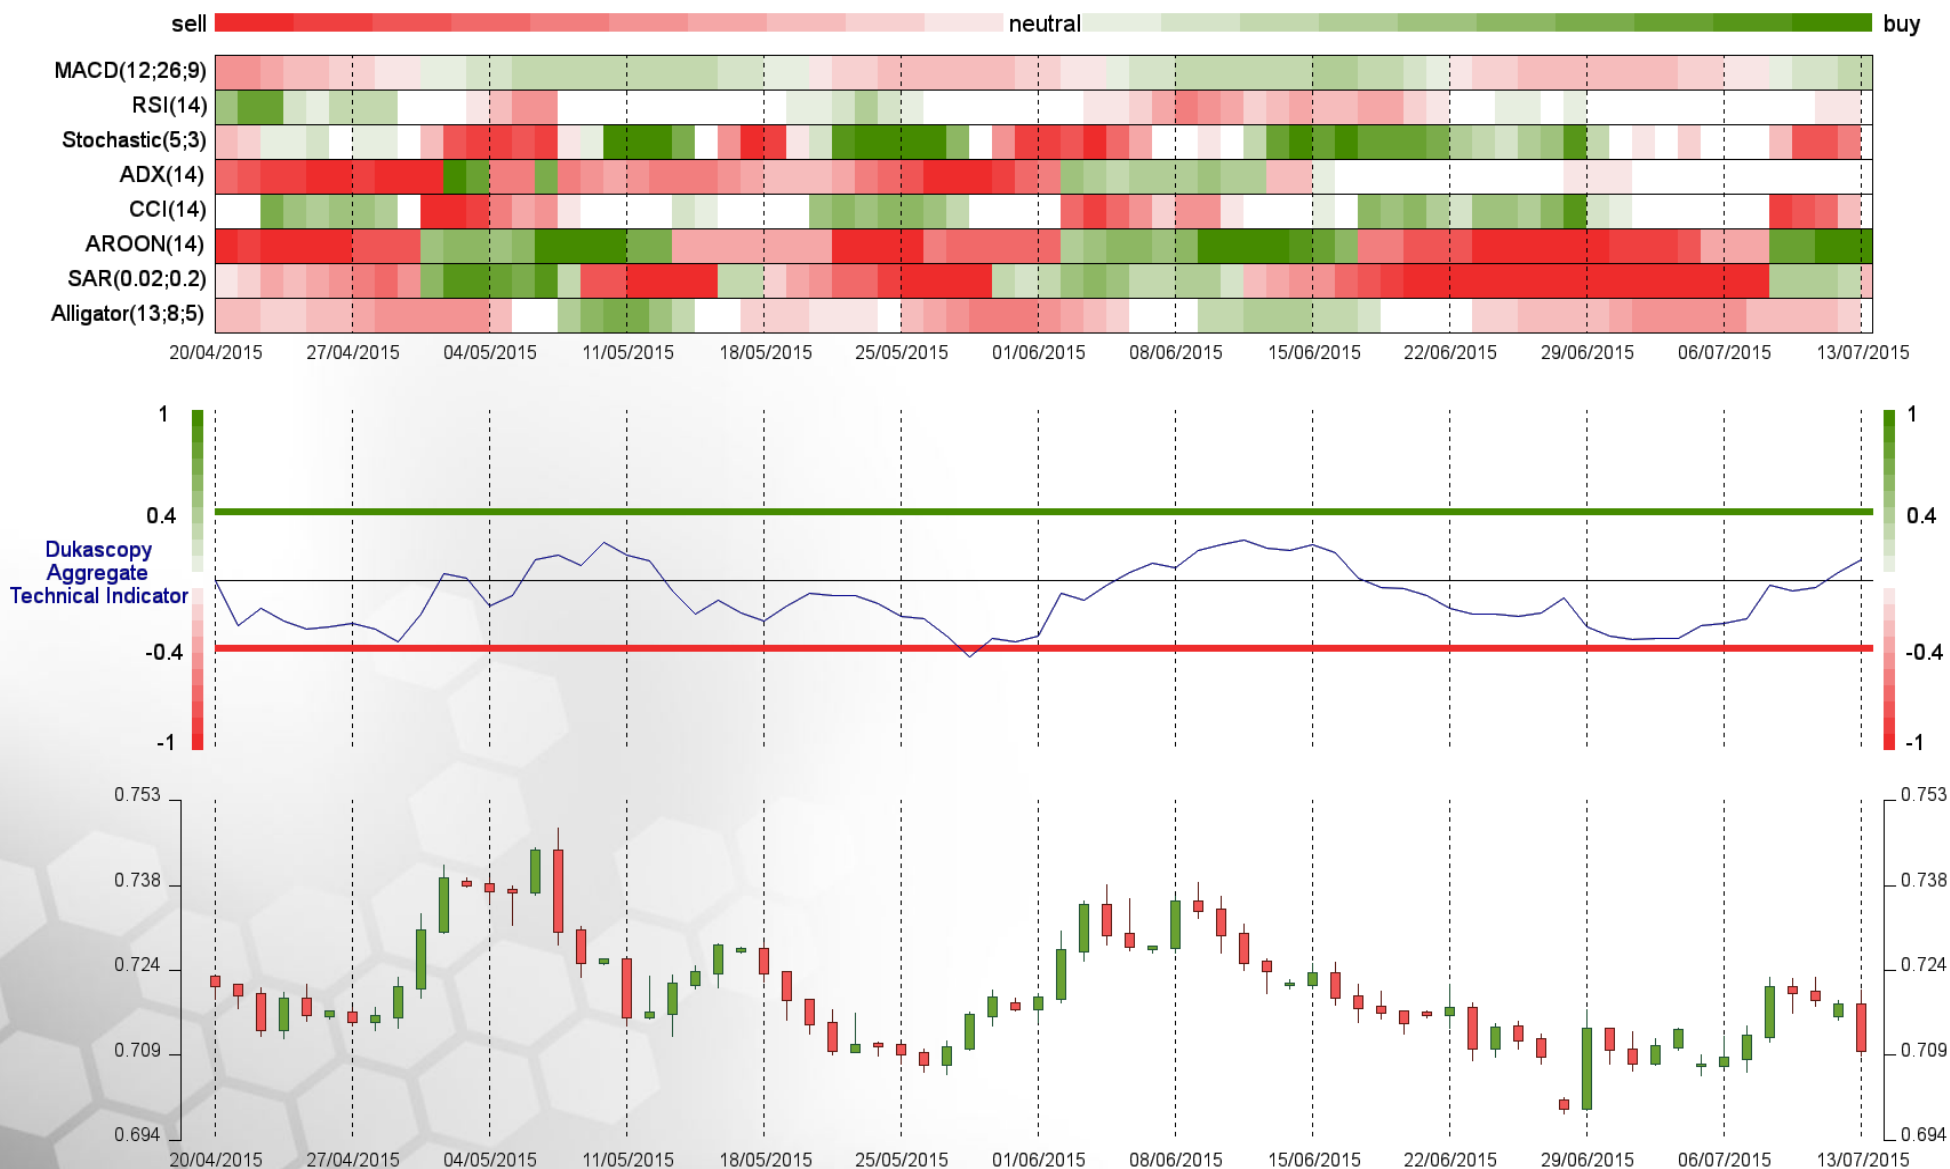 sell neutral buy
MACD(12;26;9)
RSI(14)
Stochastic(5;3)
ADX(14)
CCI(14)
AROON(14)
SAR(0.02;0.2)
Alligator(13;8;5)
20/04/2015 27/04/2015 04/05/2015 11/05/2015 18/05/2015 25/05/2015 01/06/2015 08/06/2015 15/06/2015 22/06/2015 29/06/2015 06/07/2015 13/07/2015
1 1
0.4 0.4
Dukascopy
Aggregate
Technical Indicator
-0.4 -0.4
-1 -1
0.753 0.753
0.738 0.738
0.724 0.724
0.709 0.709
0.694 0.694
20/04/2015 27/04/2015 04/05/2015 11/05/2015 18/05/2015 25/05/2015 01/06/2015 08/06/2015 15/06/2015 22/06/2015 29/06/2015 06/07/2015 13/07/2015